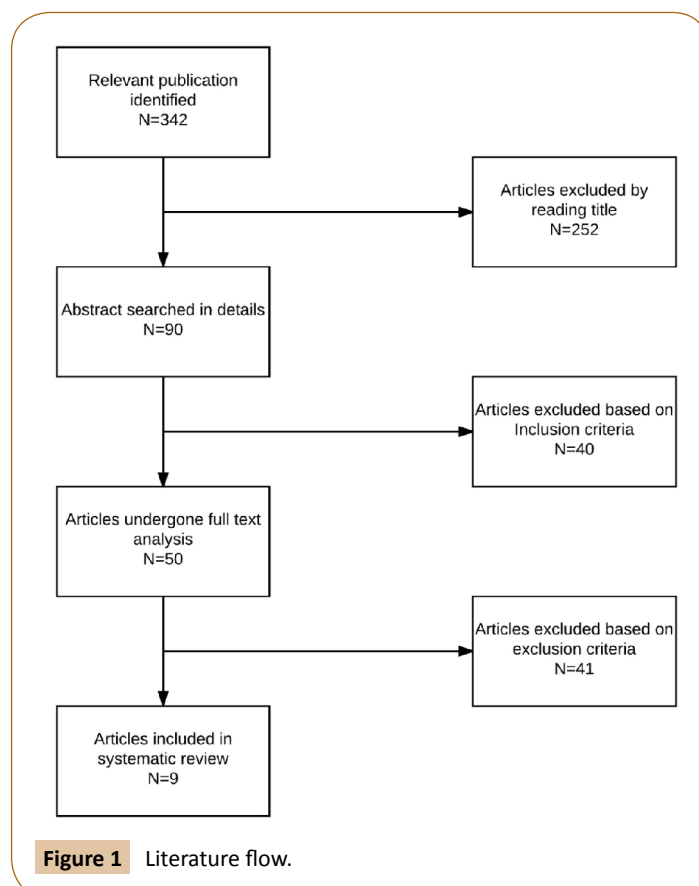 Relevant publication
identified
N=342
Articles excluded by
reading title
N=252
Abstract searched in details
N=90
Articles excluded based on
Inclusion criteria
N=40
Articles undergone full text
analysis
N=50
Articles excluded based on
exclusion criteria
N=41
Articles included in
systematic review
N=9
Figure 1 Literature flow.